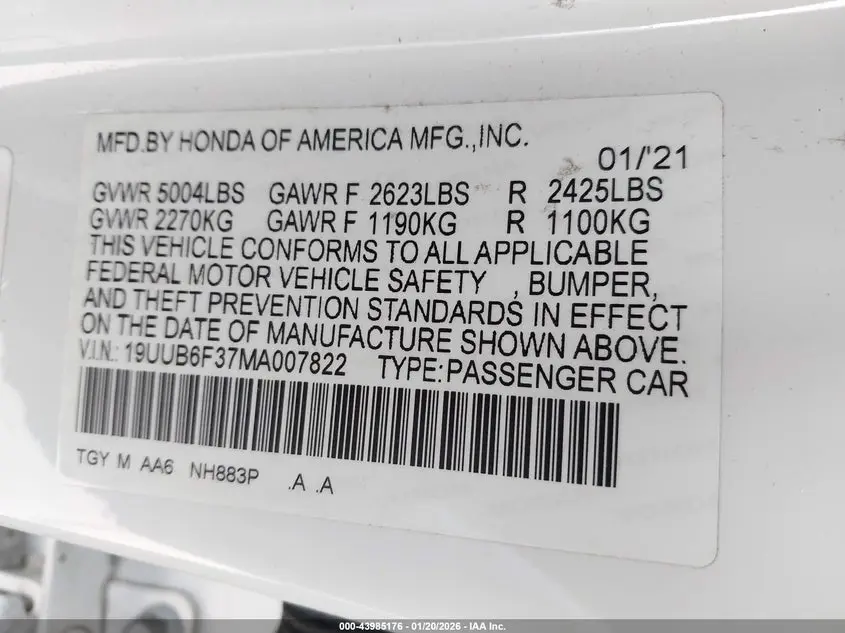 MFD.BY HONDA OF AMERICA MFG.,INC.
01/'21
GVWR 5004LBS GAWR F 2623LBS R 2425LBS
GVWR 2270KG GAWR F 1190KG R 1100KG
THIS VEHICLE CONFORMS TO ALL APPLICABLE
FEDERAL MOTOR VEHICLE SAFETY , BUMPER,
AND THEFT PREVENTION STANDARDS IN EFFECT
ON THE DATE OF MANUFACTURE SHOWN ABOVE.
V.I.N.: 19UUB6F37MA007822 TYPE:PASSENGER CAR
TGY M AA6 NH883P .A .A
000-43985176 | 01/20/2026 - IAA Inc.